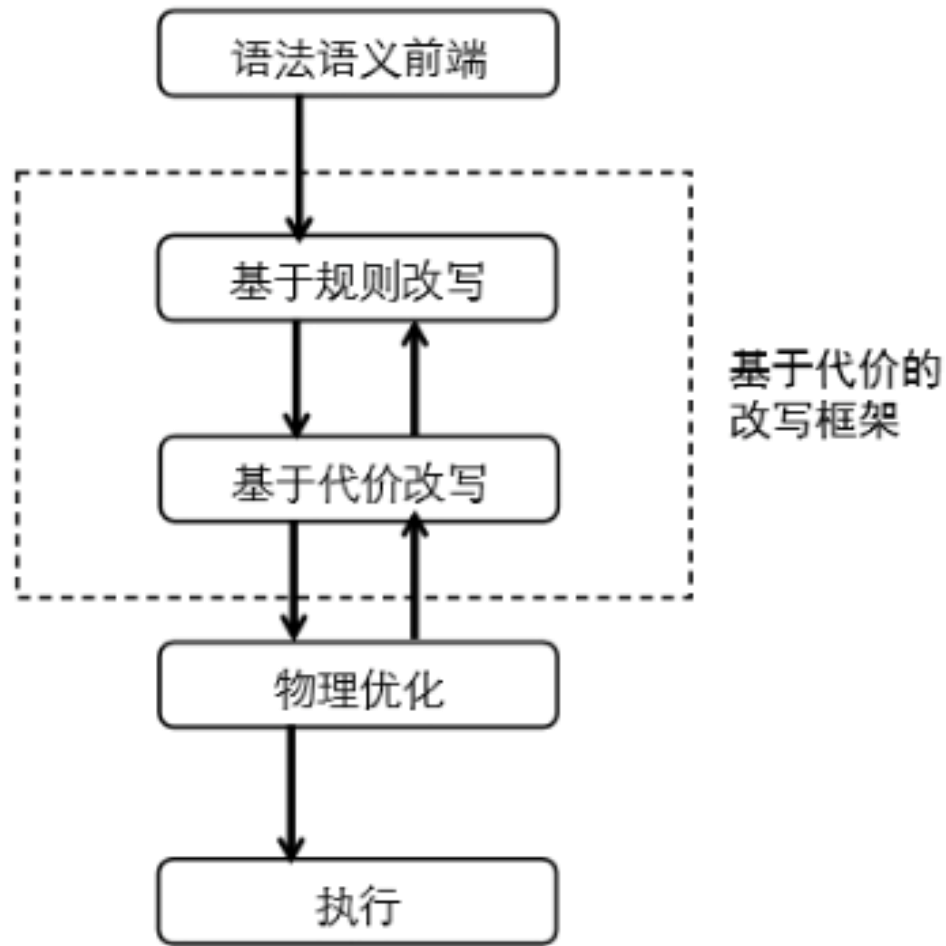 语法语义前端
基于规则改写
基于代价的
改写框架
基于代价改写
物理优化
执行